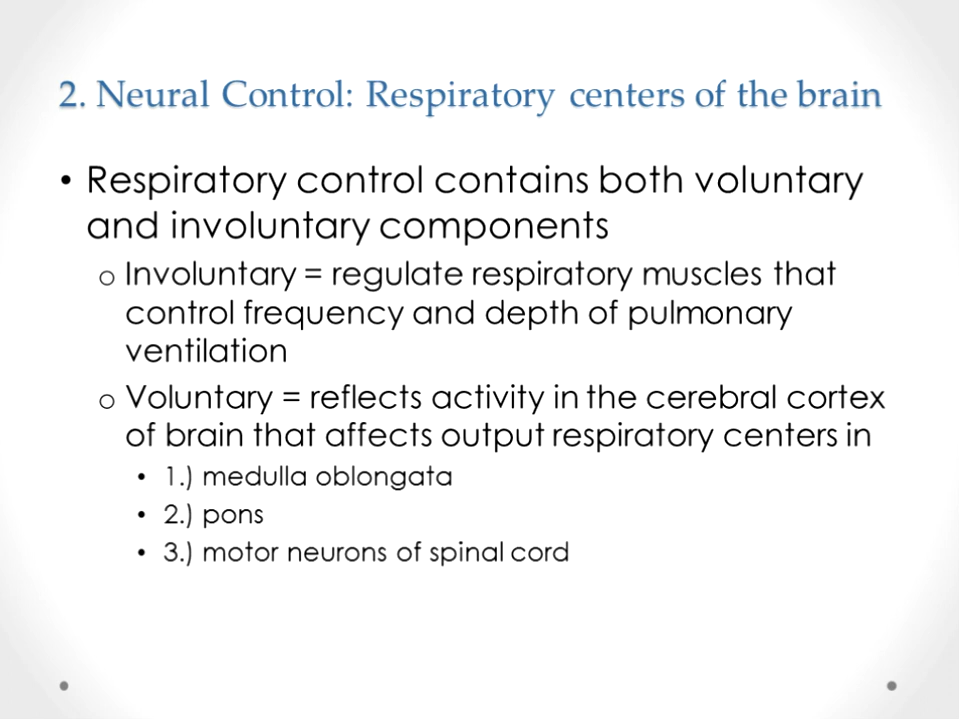 2. Neural Control: Respiratory centers of the brain
• Respiratory control contains both voluntary
and involuntary components
o Involuntary = regulate respiratory muscles that
control frequency and depth of pulmonary
ventilation
o Voluntary = reflects activity in the cerebral cortex
of brain that affects output respiratory centers in
• 1.) medulla oblongata
• 2.) pons
• 3.) motor neurons of spinal cord